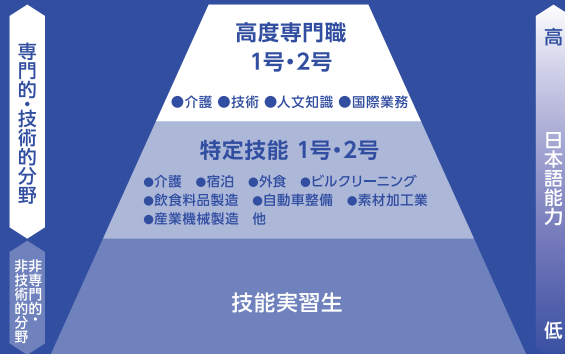 高度専門職
1号・2号
●介護 ●技術 ●人文知識 ●国際業務
特定技能 1号・2号
●介護 ●宿泊 ●外食 ●ビルクリーニング
●飲食料品製造 ●自動車整備 ●素材加工業
●産業機械製造 他
技能実習生
専門的・技術的分野
非専門的・
非技術的分野
高
日本語能力
低